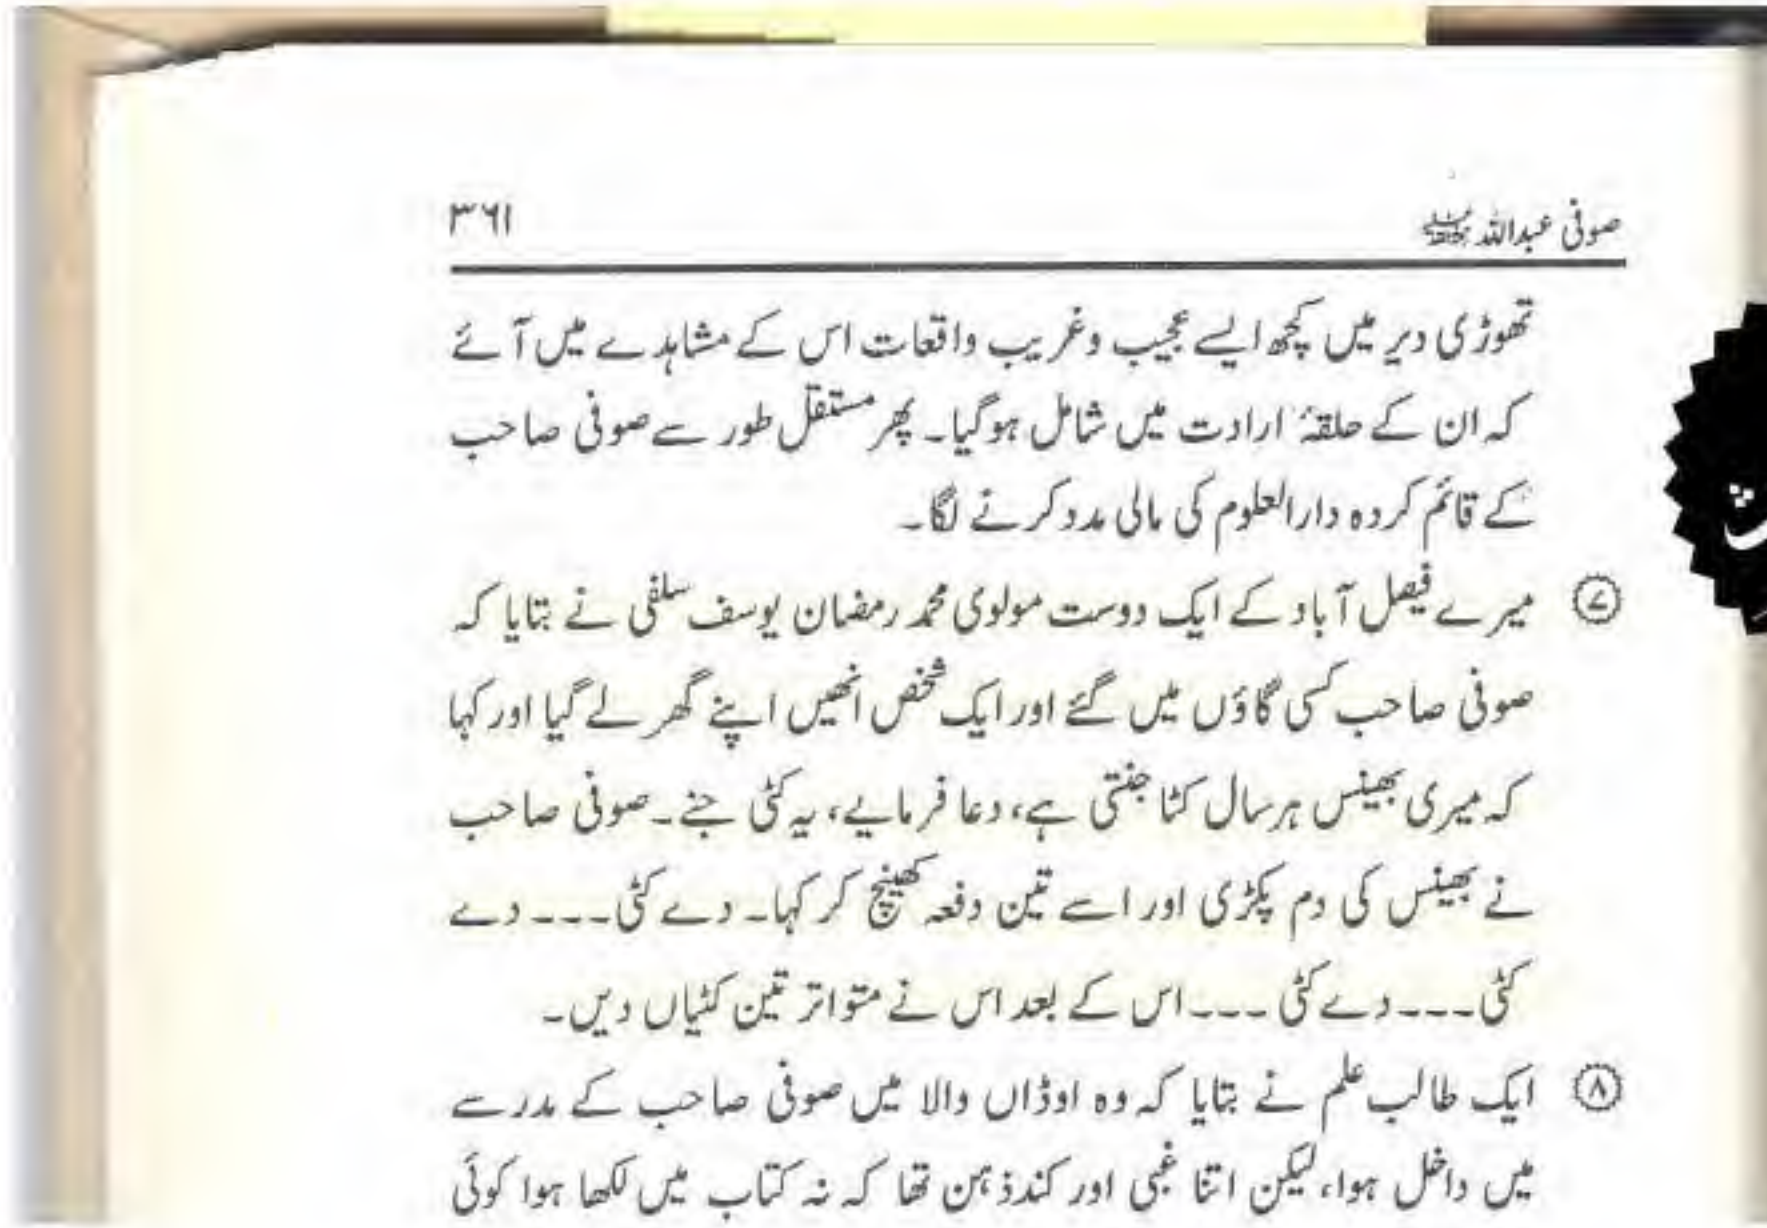 صوفی عبداللہ رحمۃ اللہ علیہ ۳۶۱
تھوڑی دیر میں کچھ ایسے عجیب وغریب واقعات اس کے مشاہدے میں آئے
کہ ان کے حلقۂ ارادت میں شامل ہوگیا۔ پھر مستقل طور سے صوفی صاحب
کے قائم کردہ دارالعلوم کی مالی مدد کرنے لگا۔
۷ میرے فیصل آباد کے ایک دوست مولوی محمد رمضان یوسف سلفی نے بتایا کہ
صوفی صاحب کسی گاؤں میں گئے اور ایک شخص انھیں اپنے گھر لے گیا اور کہا
کہ میری بھینس ہر سال کٹا جنتی ہے، دعا فرمایے، یہ کٹی جنے۔ صوفی صاحب
نے بھینس کی دم پکڑی اور اسے تین دفعہ کھینچ کر کہا۔ دے کٹی۔۔۔ دے
کٹی۔۔۔ دے کٹی ۔۔۔ اس کے بعد اس نے متواتر تین کٹیاں دیں۔
۸ ایک طالب علم نے بتایا کہ وہ اوڈاں والا میں صوفی صاحب کے مدرسے
میں داخل ہوا، لیکن اتنا غبی اور کند ذہن تھا کہ نہ کتاب میں لکھا ہوا کوئی